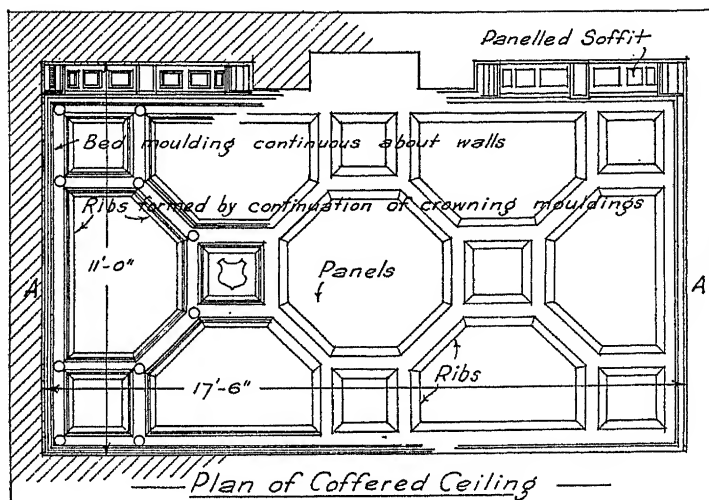 Panelled Soffit
Bed moulding continuous about walls
Ribs formed by continuation of crowning mouldings
11'-0"
Panels
A
A
Ribs
17'-6"
Plan of Coffered Ceiling